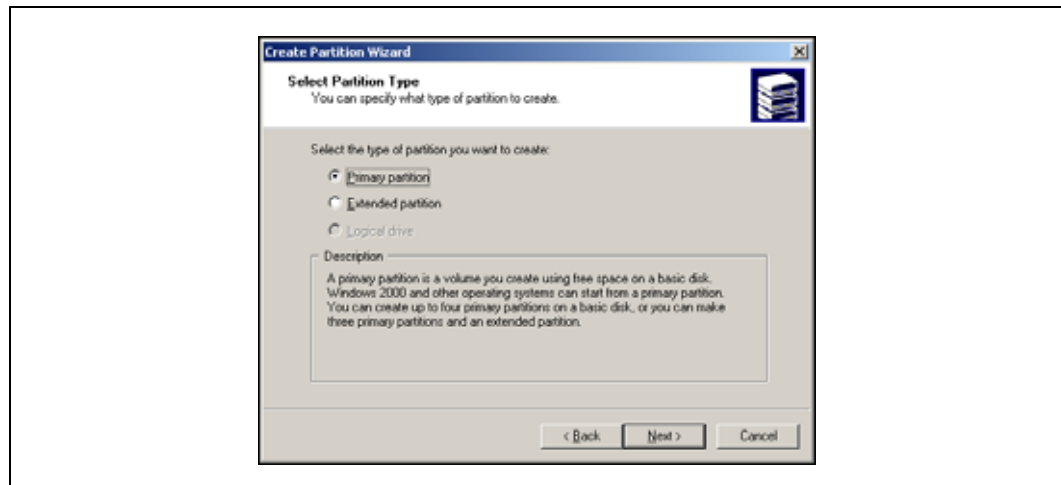 Create Partition Wizard
Select Partition Type
You can specify what type of partition to create.
Select the type of partition you want to create:
Primary partition
Extended partition
Logical drive
Description
A primary partition is a volume you create using free space on a basic disk.
Windows 2000 and other operating systems can start from a primary partition.
You can create up to four primary partitions on a basic disk, or you can make
three primary partitions and an extended partition.
< Back
Next >
Cancel